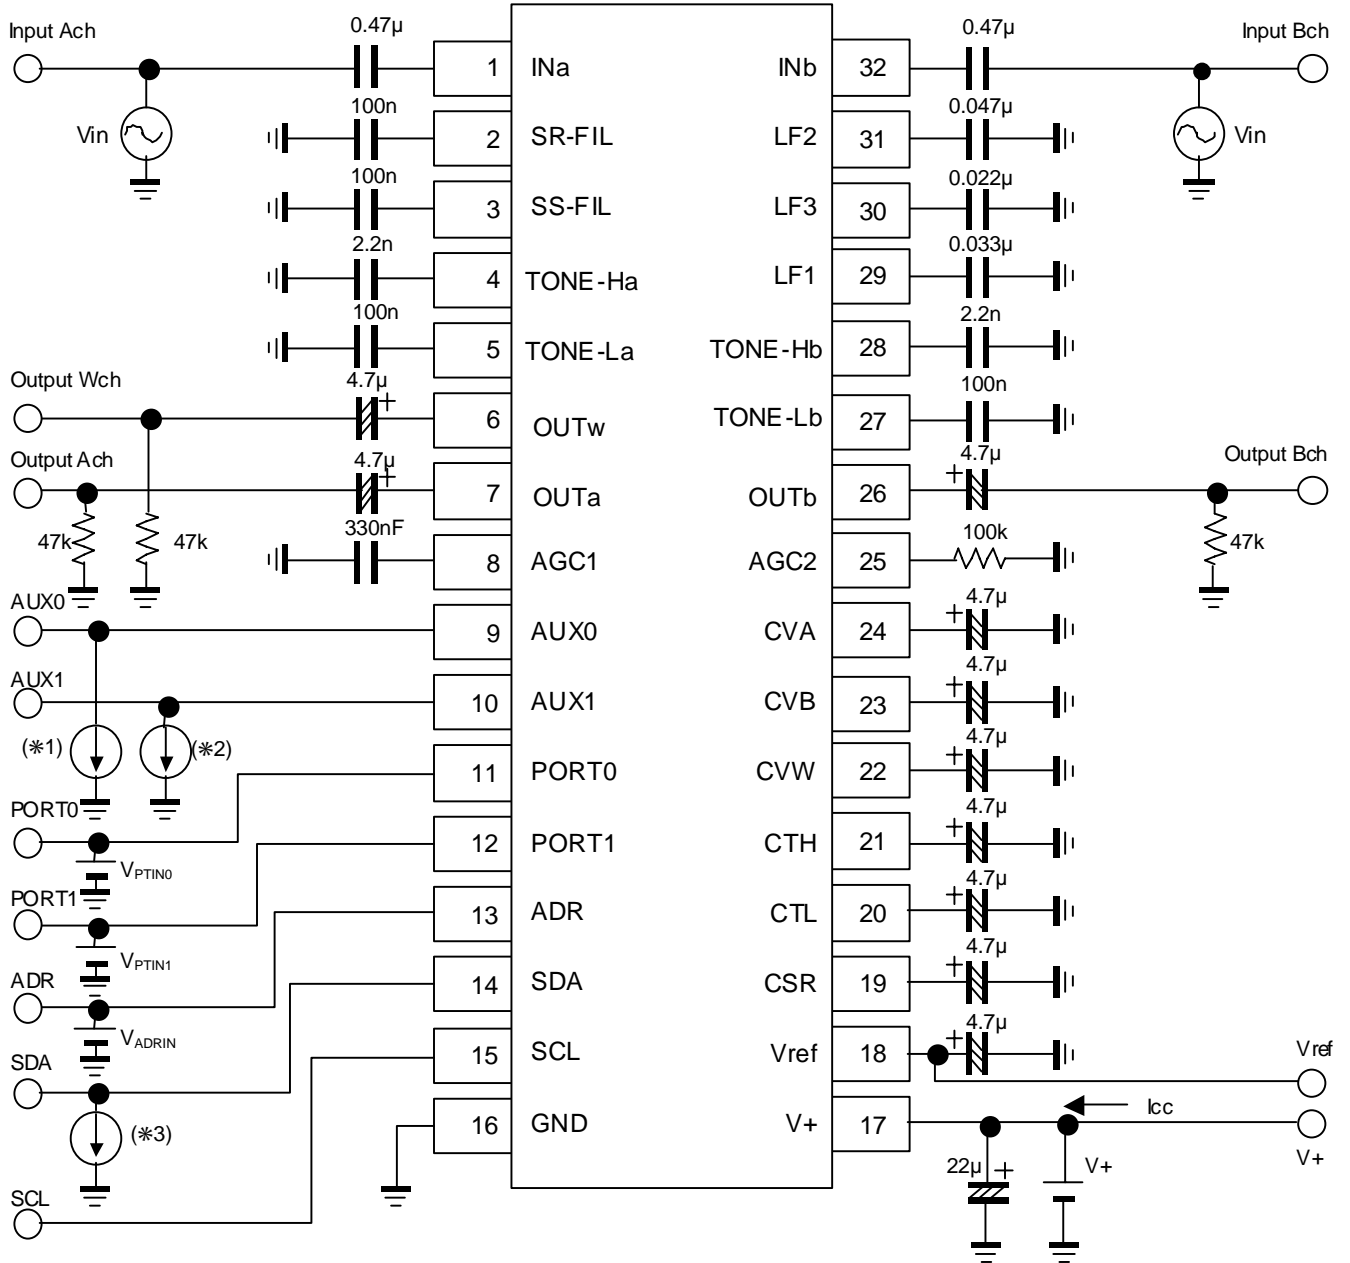 Input Ach
0.47µ
1 INa
INb 32
0.47µ
Input Bch
Vin
100n
2 SR-FIL
LF2 31
0.047µ
Vin
100n
3 SS-FIL
LF3 30
0.022µ
2.2n
4 TONE-Ha
LF1 29
0.033µ
100n
5 TONE-La
TONE-Hb 28
2.2n
Output Wch
4.7µ
+
6 OUTw
TONE-Lb 27
100n
Output Ach
4.7µ
+
7 OUTa
OUTb 26
4.7µ
+
Output Bch
47k
47k
330nF
8 AGC1
AGC2 25
100k
47k
AUX0
9 AUX0
CVA 24
4.7µ
+
AUX1
10 AUX1
CVB 23
4.7µ
+
(※1)
(※2)
11 PORT0
CVW 22
4.7µ
+
PORT0
VPTIN0
12 PORT1
CTH 21
4.7µ
+
PORT1
VPTIN1
13 ADR
CTL 20
4.7µ
+
ADR
VADRIN
14 SDA
CSR 19
4.7µ
+
SDA
15 SCL
Vref 18
4.7µ
+
Vref
(※3)
16 GND
V+ 17
Icc
V+
22µ
+
V+
SCL